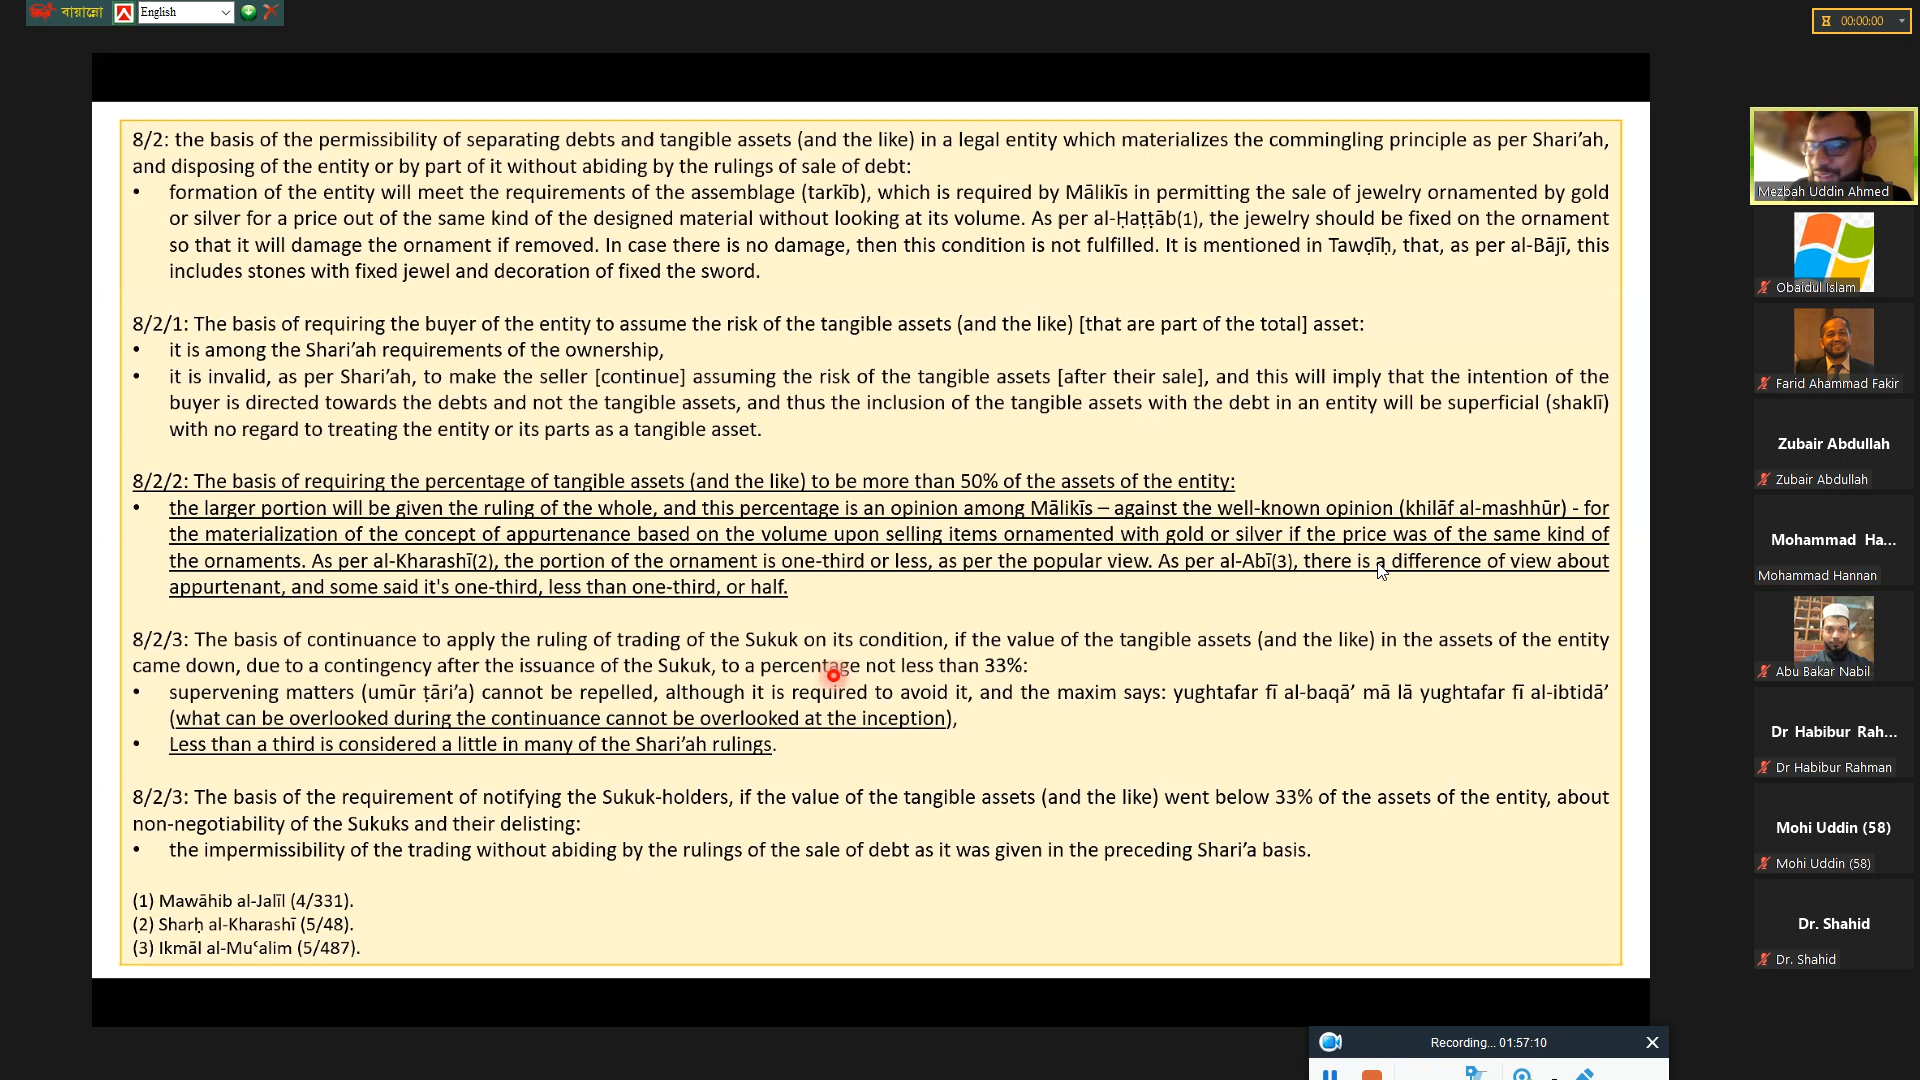 বায়ান্নো
English
00:00:00
8/2: the basis of the permissibility of separating debts and tangible assets (and the like) in a legal entity which materializes the commingling principle as per Shari’ah,
and disposing of the entity or by part of it without abiding by the rulings of sale of debt:
• formation of the entity will meet the requirements of the assemblage (tarkīb), which is required by Mālikīs in permitting the sale of jewelry ornamented by gold
or silver for a price out of the same kind of the designed material without looking at its volume. As per al-Ḥaṭṭāb(1), the jewelry should be fixed on the ornament
so that it will damage the ornament if removed. In case there is no damage, then this condition is not fulfilled. It is mentioned in Tawḍīḥ, that, as per al-Bājī, this
includes stones with fixed jewel and decoration of fixed the sword.
8/2/1: The basis of requiring the buyer of the entity to assume the risk of the tangible assets (and the like) [that are part of the total] asset:
• it is among the Shari’ah requirements of the ownership,
• it is invalid, as per Shari’ah, to make the seller [continue] assuming the risk of the tangible assets [after their sale], and this will imply that the intention of the
buyer is directed towards the debts and not the tangible assets, and thus the inclusion of the tangible assets with the debt in an entity will be superficial (shaklī)
with no regard to treating the entity or its parts as a tangible asset.
8/2/2: The basis of requiring the percentage of tangible assets (and the like) to be more than 50% of the assets of the entity:
• the larger portion will be given the ruling of the whole, and this percentage is an opinion among Mālikīs – against the well-known opinion (khilāf al-mashhūr) - for
the materialization of the concept of appurtenance based on the volume upon selling items ornamented with gold or silver if the price was of the same kind of
the ornaments. As per al-Kharashī(2), the portion of the ornament is one-third or less, as per the popular view. As per al-Abī(3), there is a difference of view about
appurtenant, and some said it's one-third, less than one-third, or half.
8/2/3: The basis of continuance to apply the ruling of trading of the Sukuk on its condition, if the value of the tangible assets (and the like) in the assets of the entity
came down, due to a contingency after the issuance of the Sukuk, to a percentage not less than 33%:
• supervening matters (umūr ṭāri’a) cannot be repelled, although it is required to avoid it, and the maxim says: yughtafar fī al-baqā’ mā lā yughtafar fī al-ibtidā’
(what can be overlooked during the continuance cannot be overlooked at the inception),
• Less than a third is considered a little in many of the Shari’ah rulings.
8/2/3: The basis of the requirement of notifying the Sukuk-holders, if the value of the tangible assets (and the like) went below 33% of the assets of the entity, about
non-negotiability of the Sukuks and their delisting:
• the impermissibility of the trading without abiding by the rulings of the sale of debt as it was given in the preceding Shari’a basis.
(1) Mawāhib al-Jalīl (4/331).
(2) Sharḥ al-Kharashī (5/48).
(3) Ikmāl al-Muʿalim (5/487).
Mezbah Uddin Ahmed
Obaidul Islam
Farid Ahammad Fakir
Zubair Abdullah
Zubair Abdullah
Mohammad Ha...
Mohammad Hannan
Abu Bakar Nabil
Dr Habibur Rah...
Dr Habibur Rahman
Mohi Uddin (58)
Mohi Uddin (58)
Dr. Shahid
Dr. Shahid
Recording... 01:57:10